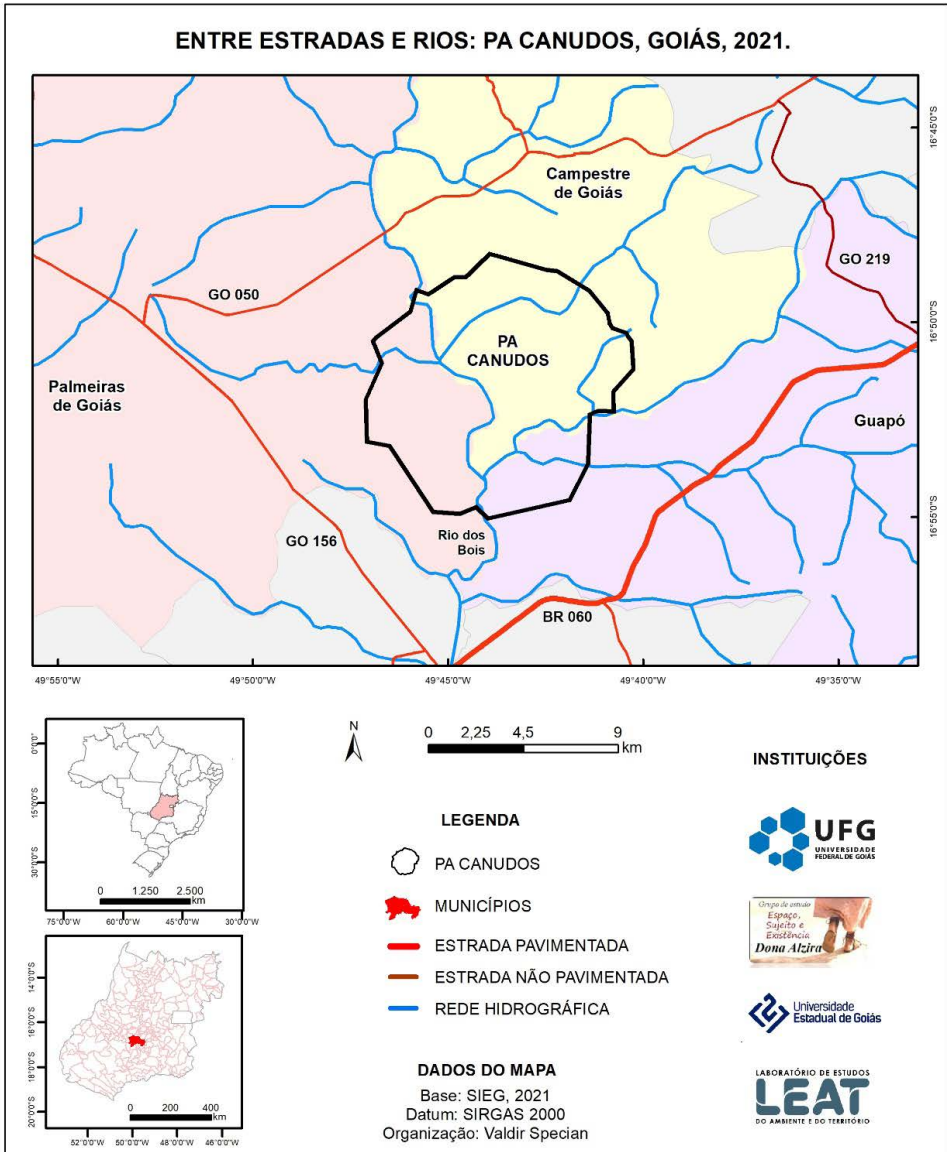 ENTRE ESTRADAS E RIOS: PA CANUDOS, GOIÁS, 2021.
16°45'0"S
Campestre
de Goiás
GO 219
GO 050
16°50'0"S
PA
CANUDOS
Palmeiras
de Goiás
Guapó
16°55'0"S
Rio dos
Bois
GO 156
BR 060
49°55'0"W
49°50'0"W
49°45'0"W
49°40'0"W
49°35'0"W
N
0 2,25 4,5 9
km
0°0'0"
15°0'0"S
30°0'0"S
0 1.250 2.500
km
75°0'0"W 60°0'0"W 45°0'0"W 30°0'0"W
14°0'0"S
16°0'0"S
18°0'0"S
20°0'0"S
0 200 400
km
52°0'0"W 50°0'0"W 48°0'0"W 46°0'0"W
LEGENDA
PA CANUDOS
MUNICÍPIOS
ESTRADA PAVIMENTADA
ESTRADA NÃO PAVIMENTADA
REDE HIDROGRÁFICA
DADOS DO MAPA
Base: SIEG, 2021
Datum: SIRGAS 2000
Organização: Valdir Specian
INSTITUIÇÕES
UFG
UNIVERSIDADE
FEDERAL DE GOIÁS
Grupo de estudo
Espaço,
Sujeito e
Existência
Dona Alzira
Universidade
Estadual de Goiás
LABORATÓRIO DE ESTUDOS
LEAT
DO AMBIENTE E DO TERRITÓRIO